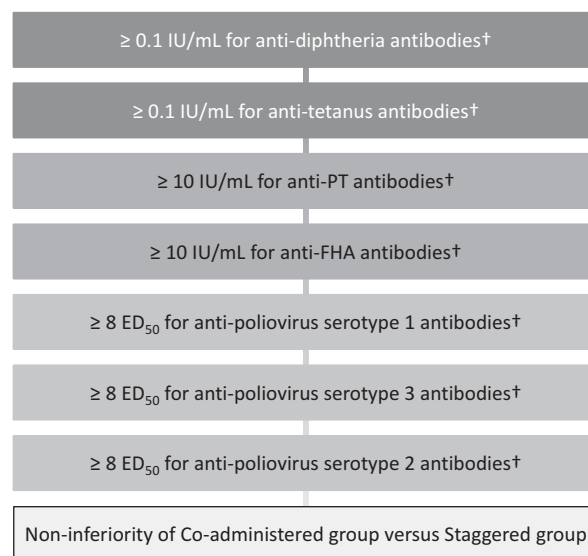 ≥ 0.1 IU/mL for anti-diphtheria antibodies†
≥ 0.1 IU/mL for anti-tetanus antibodies†
≥ 10 IU/mL for anti-PT antibodies†
≥ 10 IU/mL for anti-FHA antibodies†
≥ 8 ED₅₀ for anti-poliovirus serotype 1 antibodies†
≥ 8 ED₅₀ for anti-poliovirus serotype 3 antibodies†
≥ 8 ED₅₀ for anti-poliovirus serotype 2 antibodies†
Non-inferiority of Co-administered group versus Staggered group